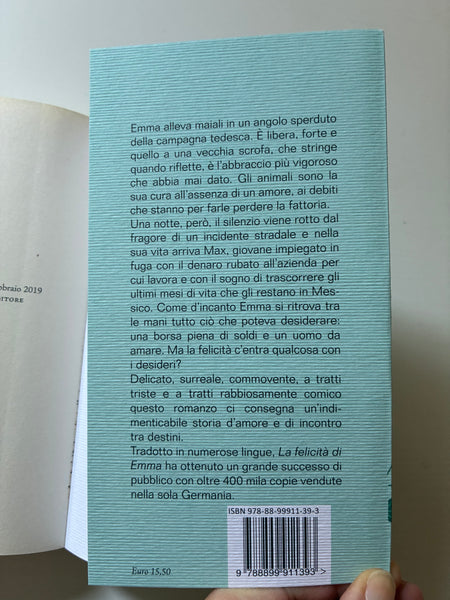 bbraio 2019
ITORE
Emma alleva maiali in un angolo sperduto
della campagna tedesca. È libera, forte e
quello a una vecchia scrofa, che stringe
quando riflette, è l'abbraccio più vigoroso
che abbia mai dato. Gli animali sono la
sua cura all'assenza di un amore, ai debiti
che stanno per farle perdere la fattoria.
Una notte, però, il silenzio viene rotto dal
fragore di un incidente stradale e nella
sua vita arriva Max, giovane impiegato in
fuga con il denaro rubato all'azienda per
cui lavora e con il sogno di trascorrere gli
ultimi mesi di vita che gli restano in Mes-
sico. Come d'incanto Emma si ritrova tra
le mani tutto ciò che poteva desiderare:
una borsa piena di soldi e un uomo da
amare. Ma la felicità c'entra qualcosa con
i desideri?
Delicato, surreale, commovente, a tratti
triste e a tratti rabbiosamente comico
questo romanzo ci consegna un'indi-
menticabile storia d'amore e di incontro
tra destini.
Tradotto in numerose lingue, La felicità di
Emma ha ottenuto un grande successo di
pubblico con oltre 400 mila copie vendute
nella sola Germania.
ISBN 978-88-99911-39-3
9 788899 911393 >
Euro 15,50